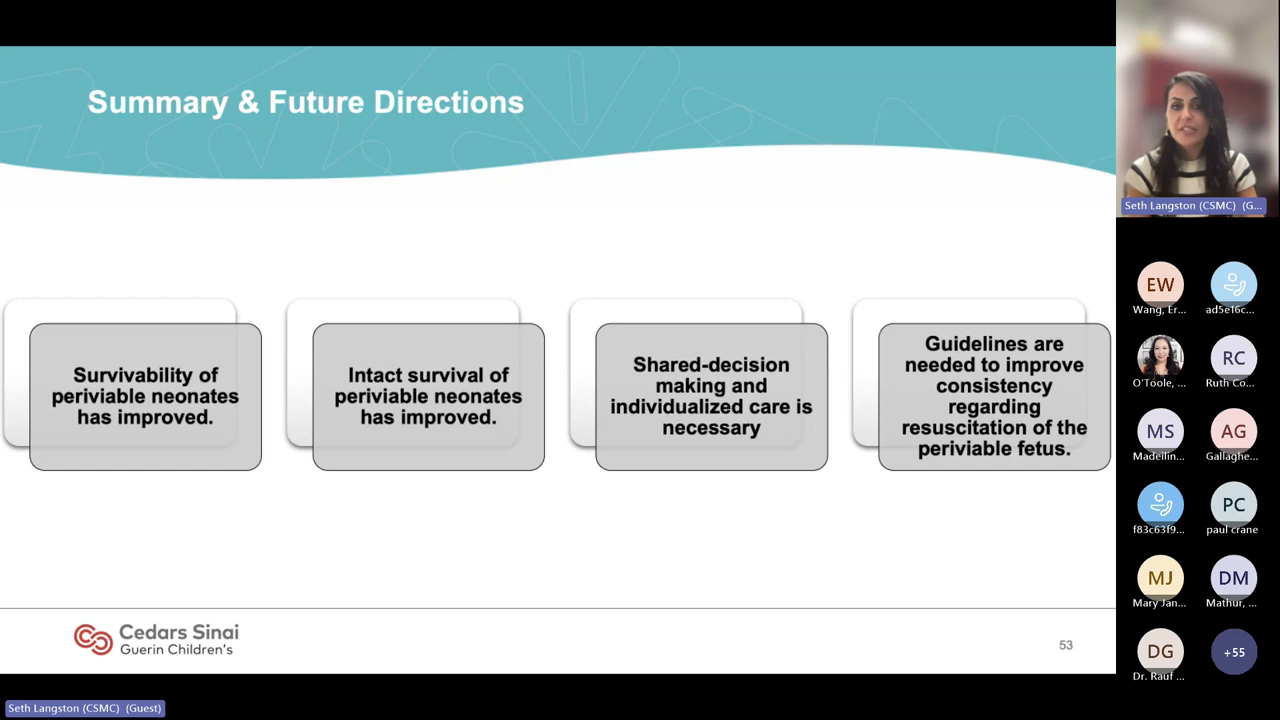 Summary & Future Directions
Survivability of
periviable neonates
has improved.
Intact survival of
periviable neonates
has improved.
Shared-decision
making and
individualized care is
necessary
Guidelines are
needed to improve
consistency
regarding
resuscitation of the
periviable fetus.
Cedars Sinai
Guerin Children's
53
Seth Langston (CSMC) (Guest)
Seth Langston (CSMC) (G...
EW
Wang, Er...
ad5e16c...
O'Toole, ...
RC
Ruth Co...
MS
Madeilin...
AG
Gallaghe...
f83c63f9...
PC
paul crane
MJ
Mary Jan...
DM
Mathur, ...
DG
Dr. Rauf ...
+55